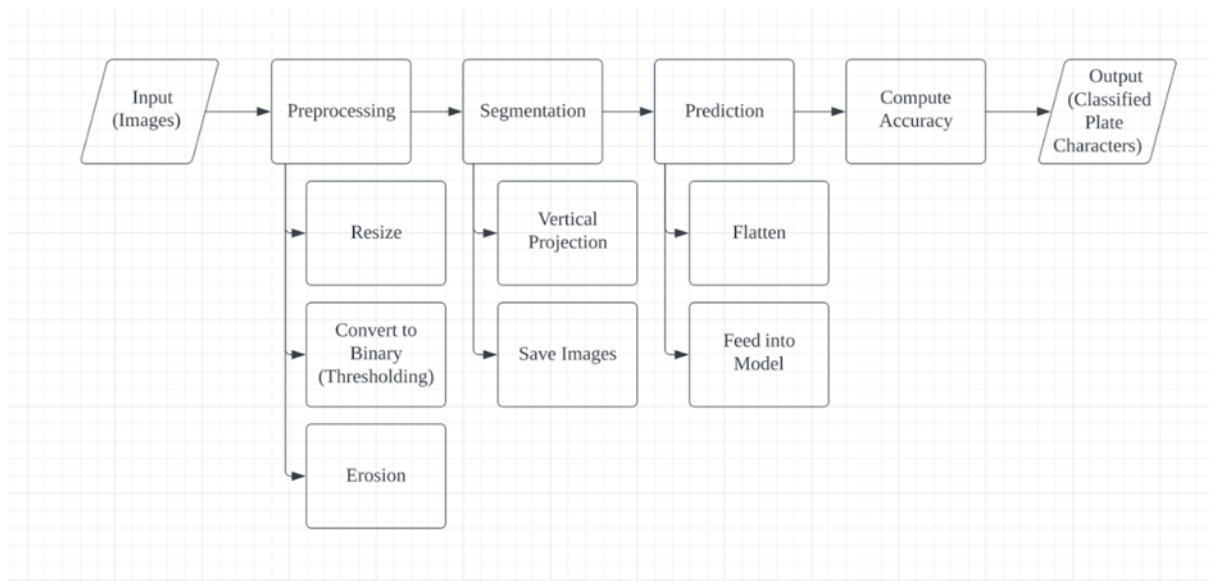 Input
(Images)
Preprocessing
Segmentation
Prediction
Compute
Accuracy
Output
(Classified
Plate
Characters)
Resize
Vertical
Projection
Flatten
Convert to
Binary
(Thresholding)
Save Images
Feed into
Model
Erosion